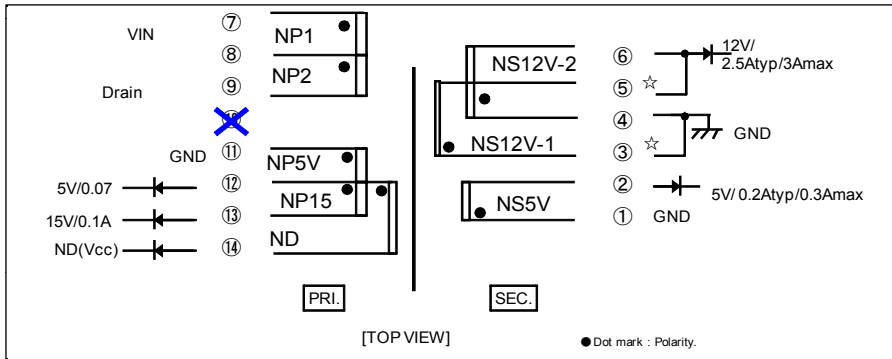 VIN
⑦
NP1
⑧
NP2
Drain
⑨
GND
⑪
NP5V
5V/0.07
⑫
NP15
15V/0.1A
⑬
ND(Vcc)
⑭
ND
PRI.
NS12V-2
⑥
12V/
2.5Atyp/3Amax
⑤ ☆
④
NS12V-1
③ ☆
GND
②
NS5V
5V/ 0.2Atyp/0.3Amax
① GND
SEC.
[TOP VIEW]
● Dot mark : Polarity.